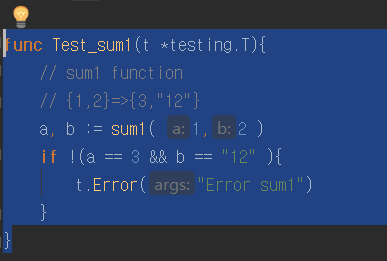 func Test_sum1(t *testing.T){
// sum1 function
// {1,2}=>{3,"12"}
a, b := sum1( a: 1, b: 2 )
if !(a == 3 && b == "12" ){
t.Error( args: "Error sum1")
}
}